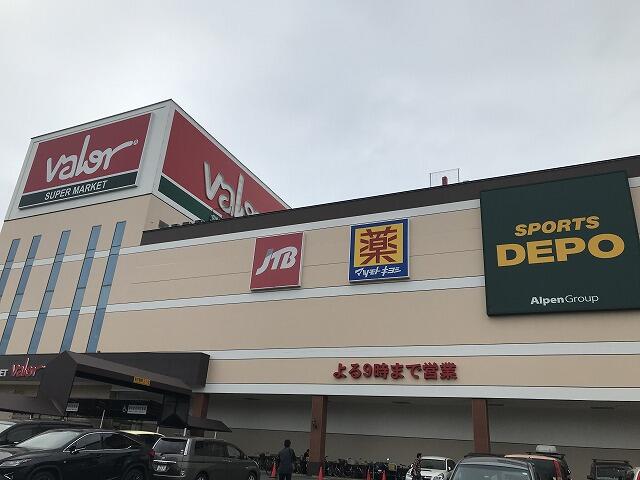 valor
SUPER MARKET
valor
JTB
薬
マツモトキヨシ
SPORTS
DEPO
AlpenGroup
よる9時まで営業
valor